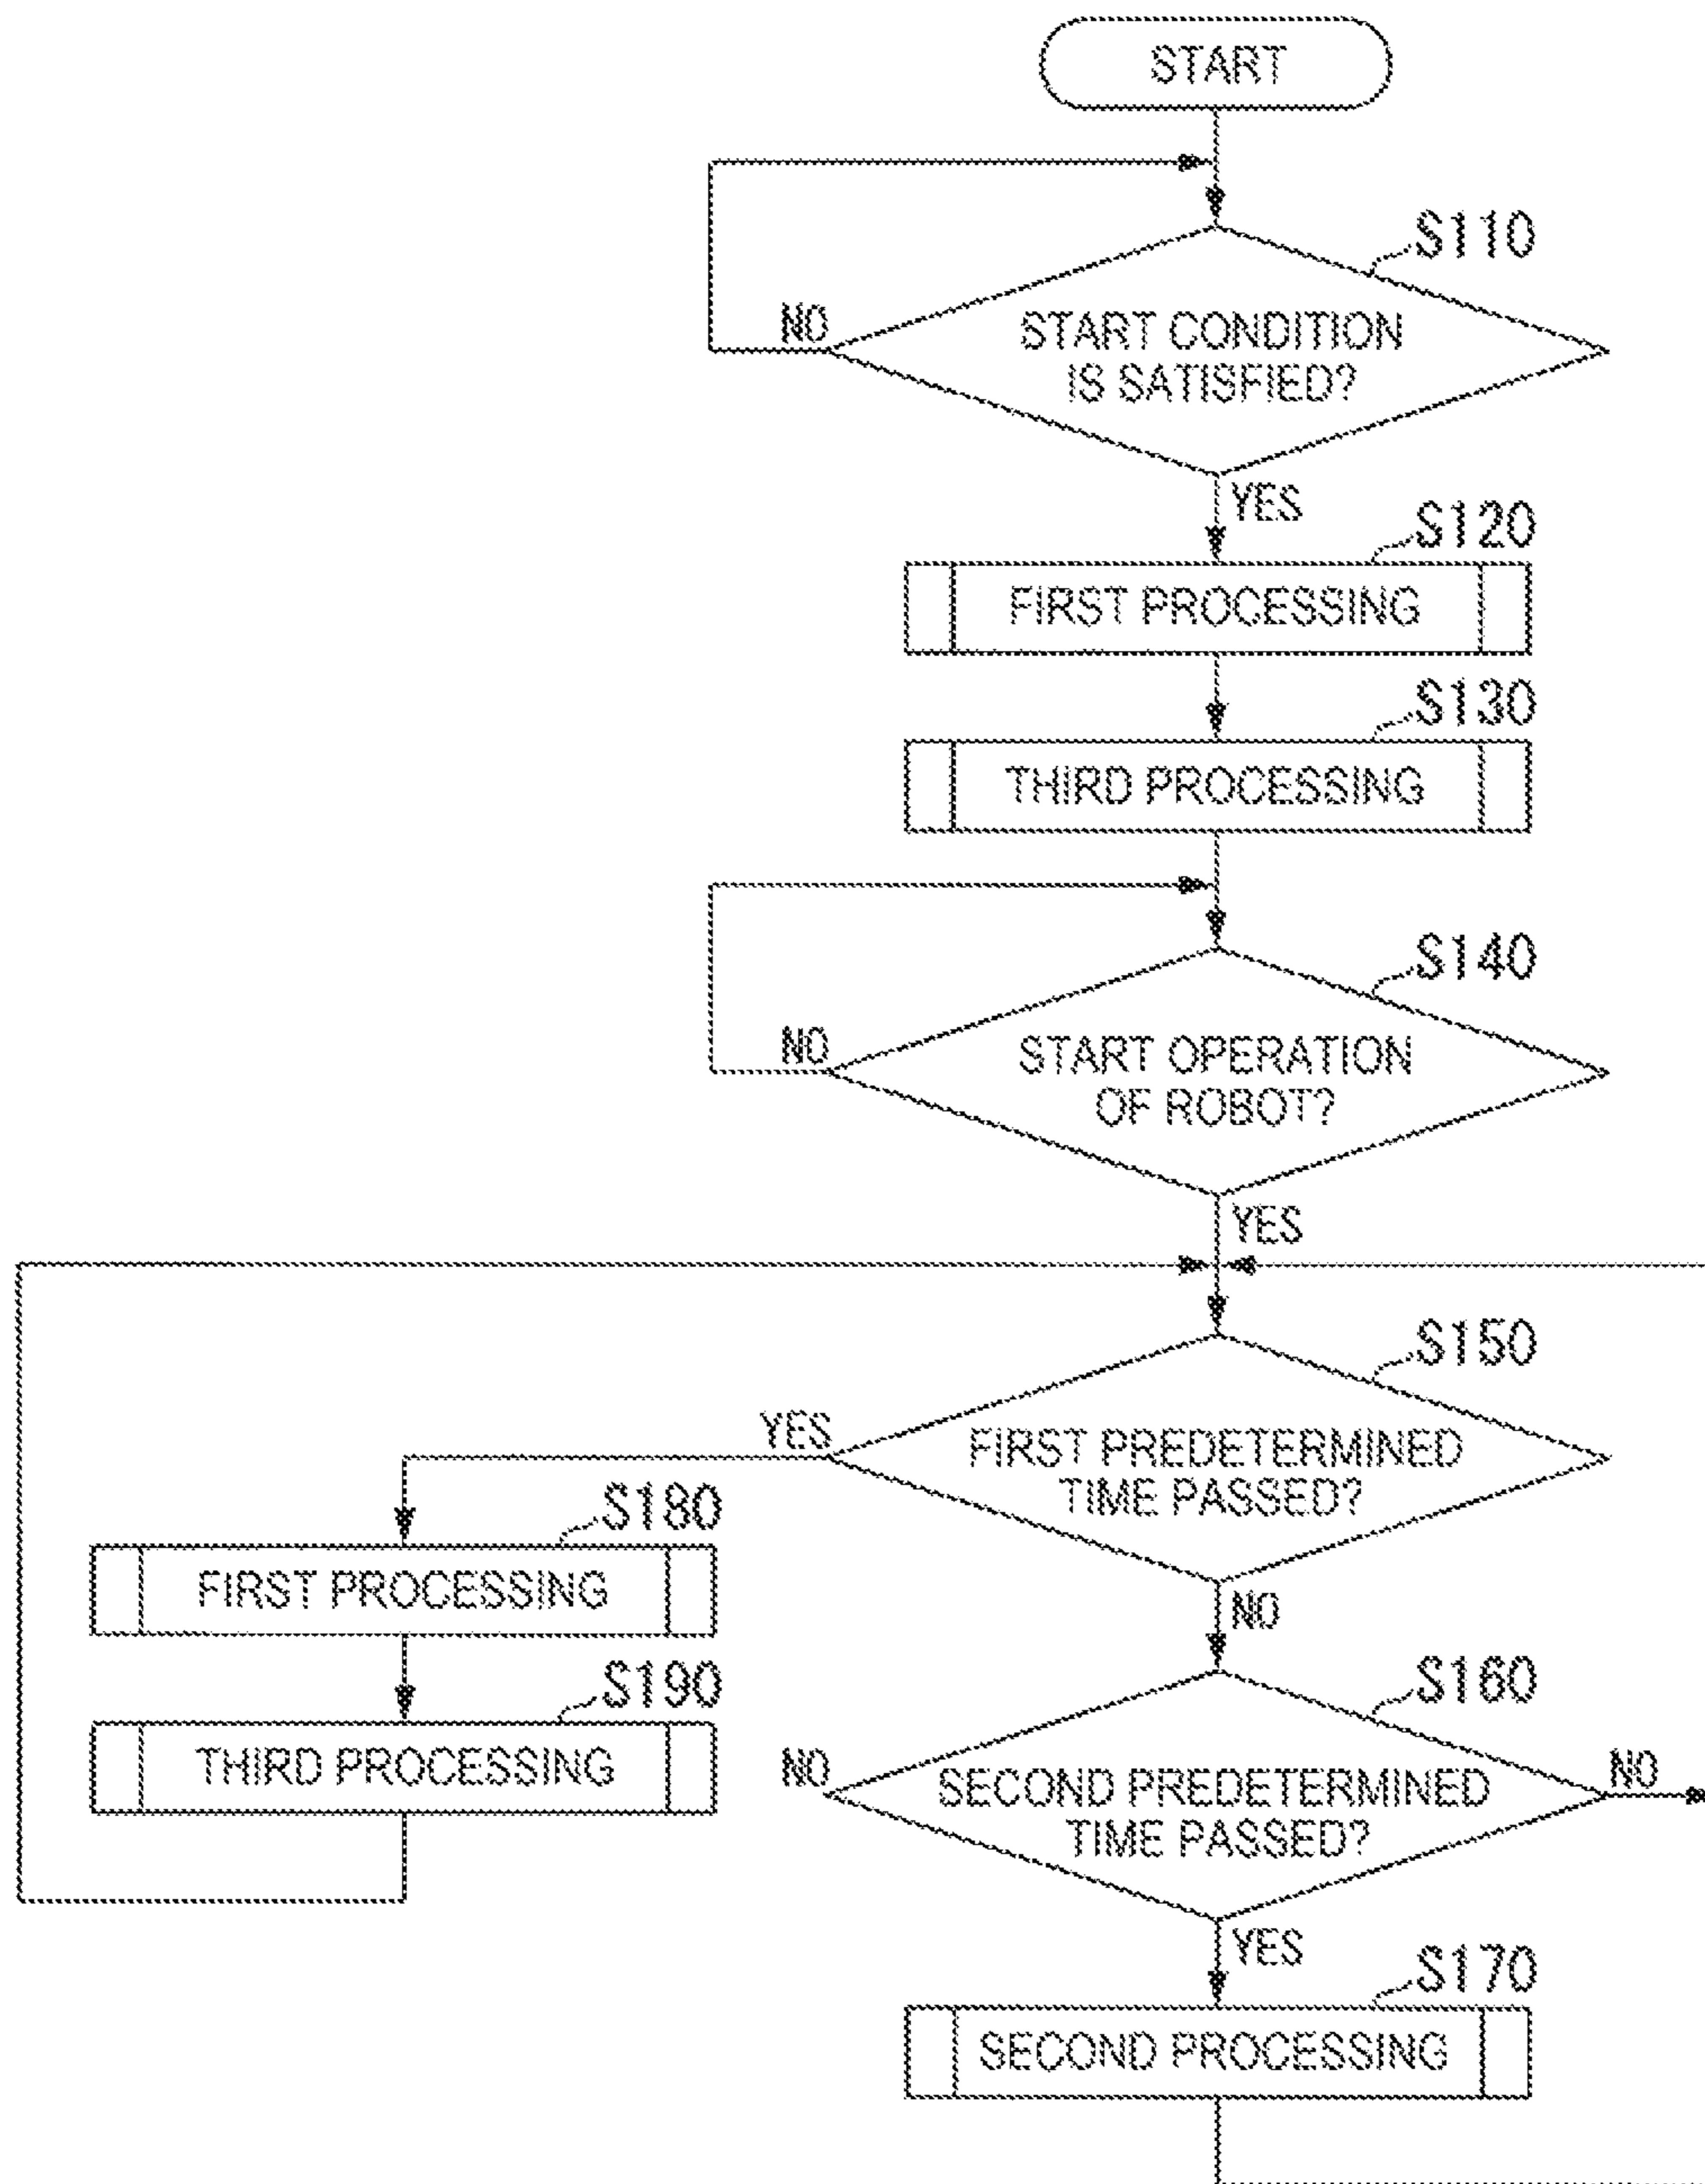 START
S110
NO
START CONDITION
IS SATISFIED?
YES
S120
FIRST PROCESSING
S130
THIRD PROCESSING
S140
NO
START OPERATION
OF ROBOT?
YES
S150
YES
FIRST PREDETERMINED
TIME PASSED?
S180
FIRST PROCESSING
NO
S190
THIRD PROCESSING
S160
NO
SECOND PREDETERMINED
TIME PASSED?
NO
YES
S170
SECOND PROCESSING